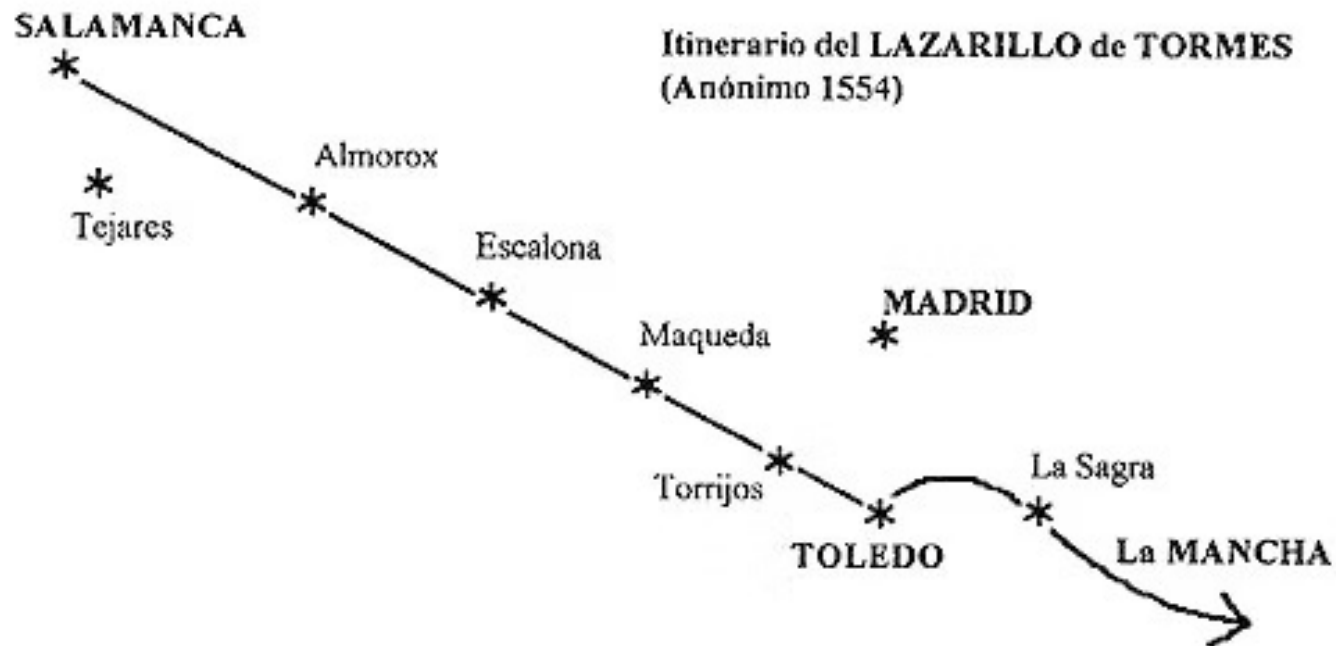 SALAMANCA
Itinerario del LAZARILLO de TORMES
(Anónimo 1554)
Almorox
Tejares
Escalona
MADRID
Maqueda
La Sagra
Torrijos
TOLEDO
La MANCHA